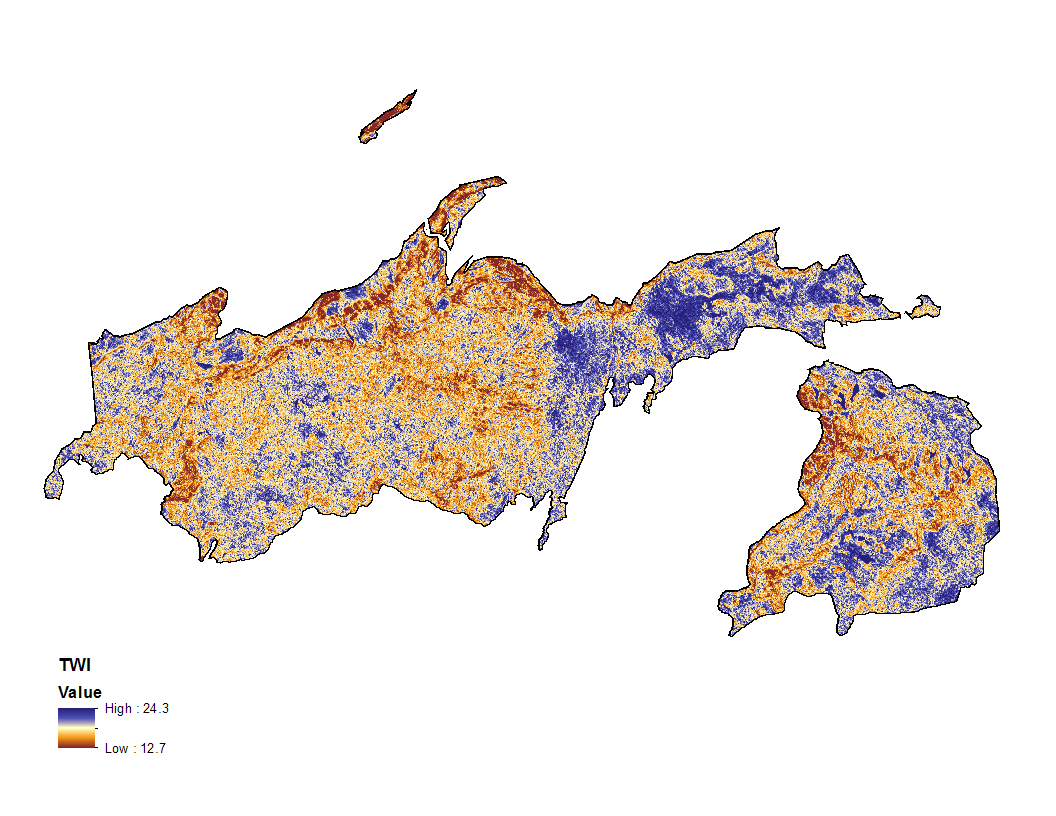 TWI
Value
High : 24.3
Low : 12.7